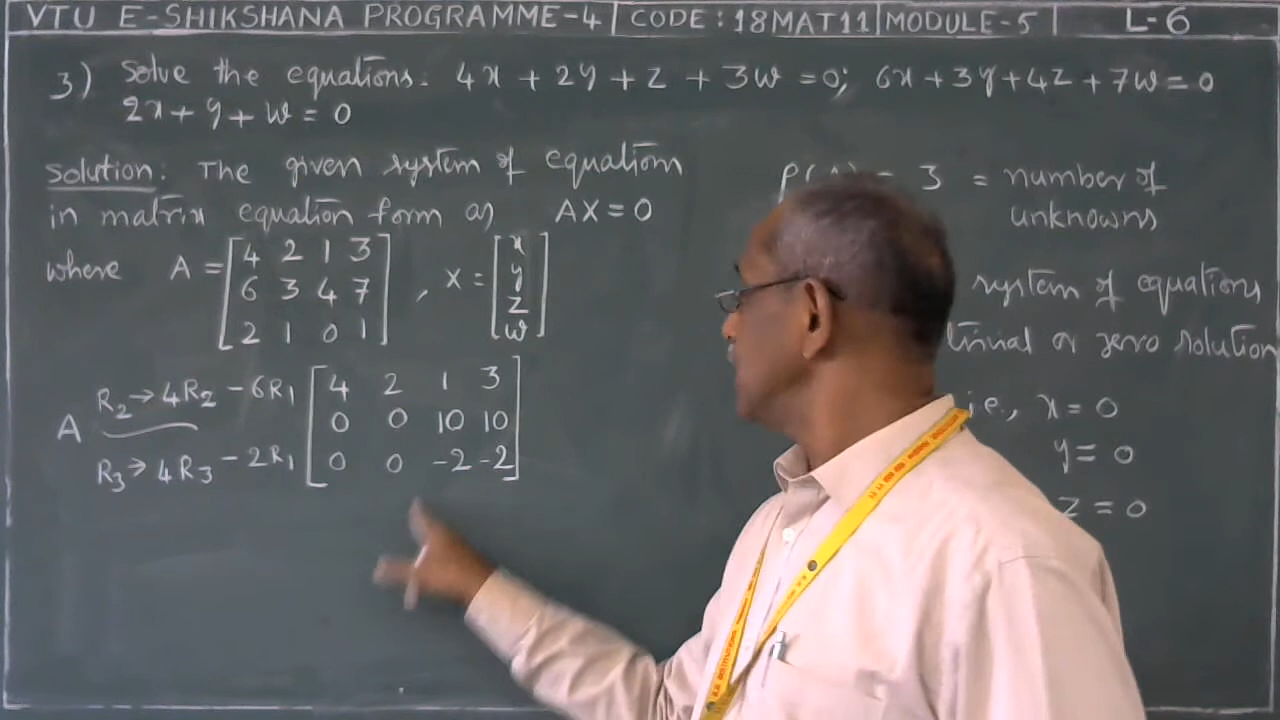 VTU E-SHIKSHANA PROGRAMME-4 | CODE: 18MAT11 | MODULE-5 | L-6
3) Solve the equations: 4x + 2y + z + 3w = 0; 6x + 3y + 4z + 7w = 0
2x + y + w = 0
Solution: The given system of equation
in matrix equation form as AX = 0
where A = [4 2 1 3
6 3 4 7
2 1 0 1], X = [x
y
z
w]
A R2 → 4R2 - 6R1
R3 → 4R3 - 2R1
[4 2 1 3
0 0 10 10
0 0 -2 -2]
3 = number of
unknowns
system of equations
trivial or zero solution
i.e., x = 0
y = 0
z = 0